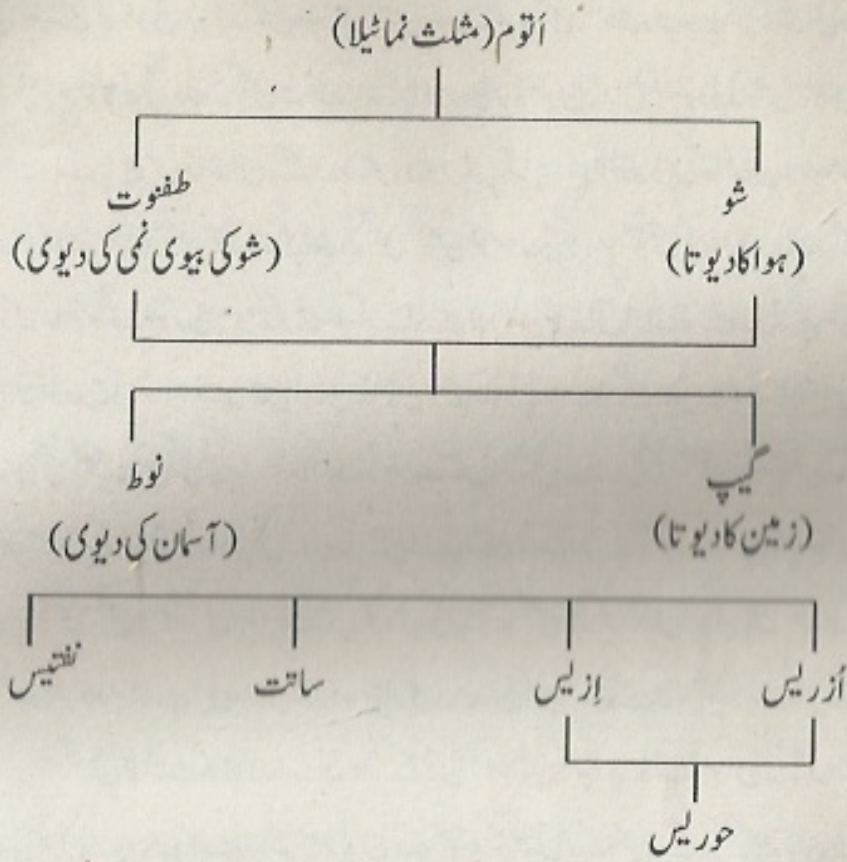 اَتوم (مثلث نما ٹیلا)
شو طفنوت
(ہوا کا دیوتا) (شو کی بیوی نمی کی دیوی)
گیپ نوط
(زمین کا دیوتا) (آسمان کی دیوی)
اُزریس اِزیس سانت نفتیس
حوریس